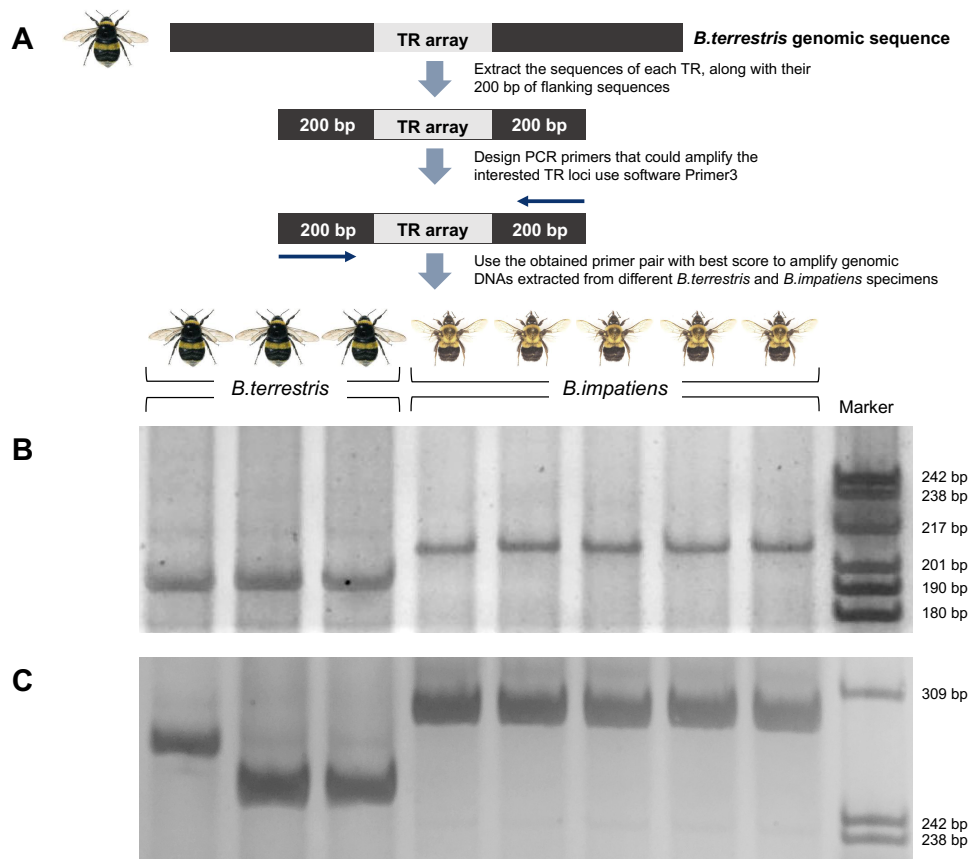 A
TR array
B.terrestris genomic sequence
Extract the sequences of each TR, along with their
200 bp of flanking sequences
200 bp TR array 200 bp
Design PCR primers that could amplify the
interested TR loci use software Primer3
200 bp TR array 200 bp
Use the obtained primer pair with best score to amplify genomic
DNAs extracted from different B.terrestris and B.impatiens specimens
B.terrestris B.impatiens
Marker
B
242 bp
238 bp
217 bp
201 bp
190 bp
180 bp
C
309 bp
242 bp
238 bp